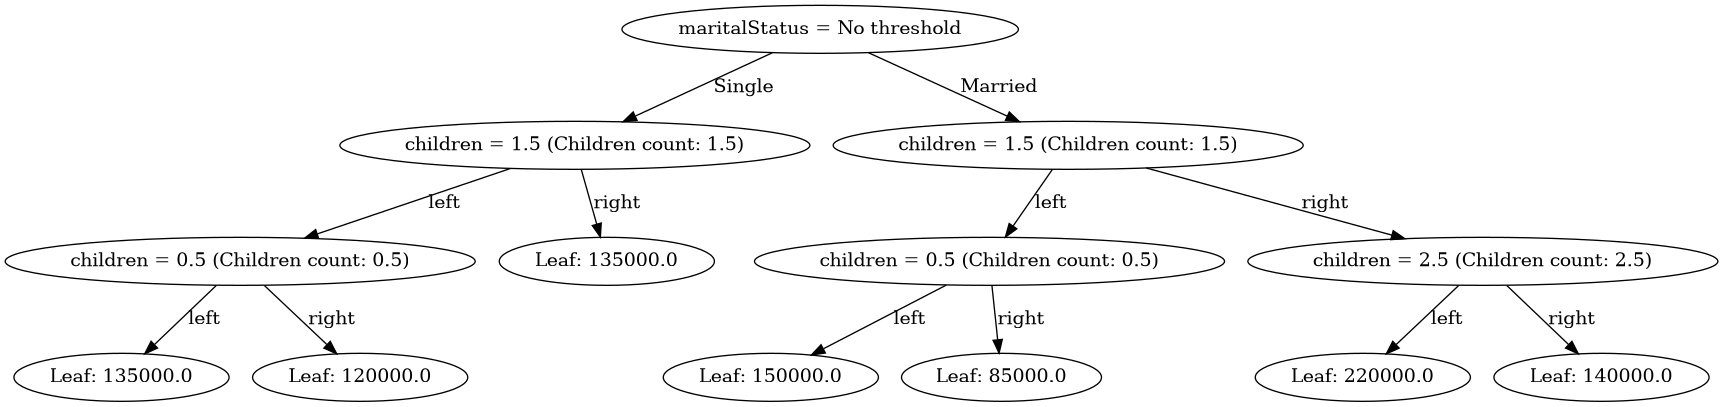 maritalStatus = No threshold
Single
Married
children = 1.5 (Children count: 1.5)
children = 1.5 (Children count: 1.5)
left
right
left
right
children = 0.5 (Children count: 0.5)
Leaf: 135000.0
children = 0.5 (Children count: 0.5)
children = 2.5 (Children count: 2.5)
left
right
left
right
left
right
Leaf: 135000.0
Leaf: 120000.0
Leaf: 150000.0
Leaf: 85000.0
Leaf: 220000.0
Leaf: 140000.0